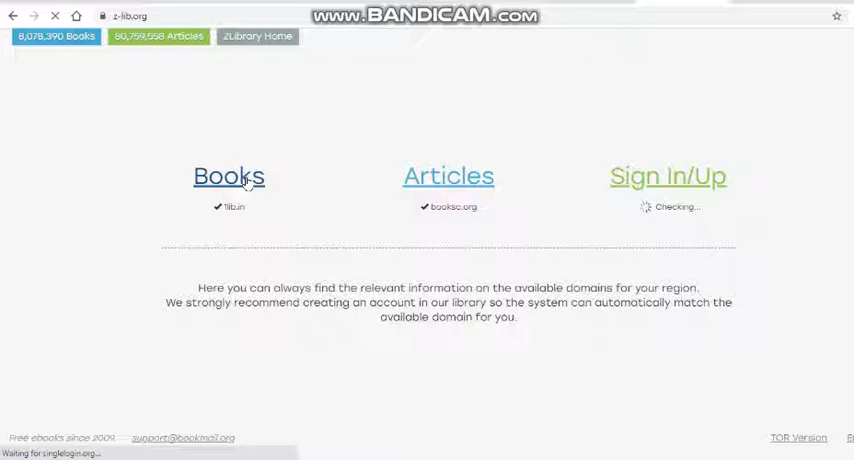 z-lib.org
WWW.BANDICAM.COM
8,078,390 Books
80,759,558 Articles
ZLibrary Home
Books
Articles
Sign In/Up
1lib.in
booksc.org
Checking...
Here you can always find the relevant information on the available domains for your region.
We strongly recommend creating an account in our library so the system can automatically match the
available domain for you.
Free ebooks since 2009.
support@bookmail.org
TOR Version
Waiting for singlelogin.org...